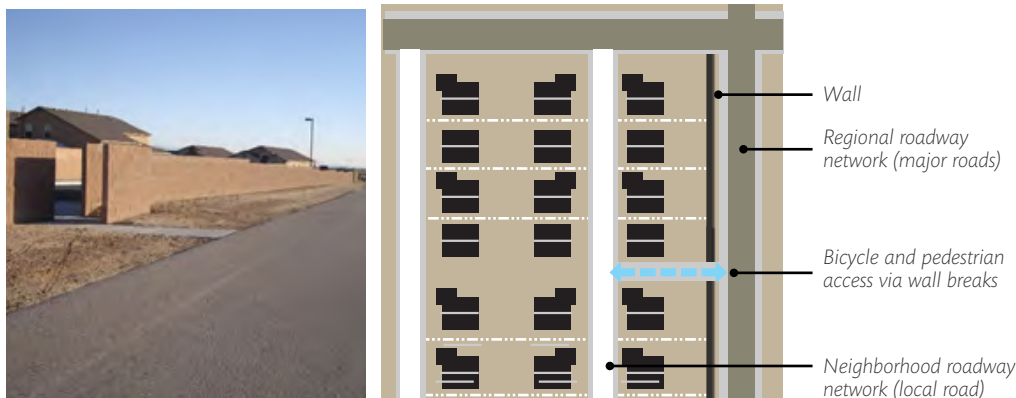 Wall
Regional roadway
network (major roads)
Bicycle and pedestrian
access via wall breaks
Neighborhood roadway
network (local road)